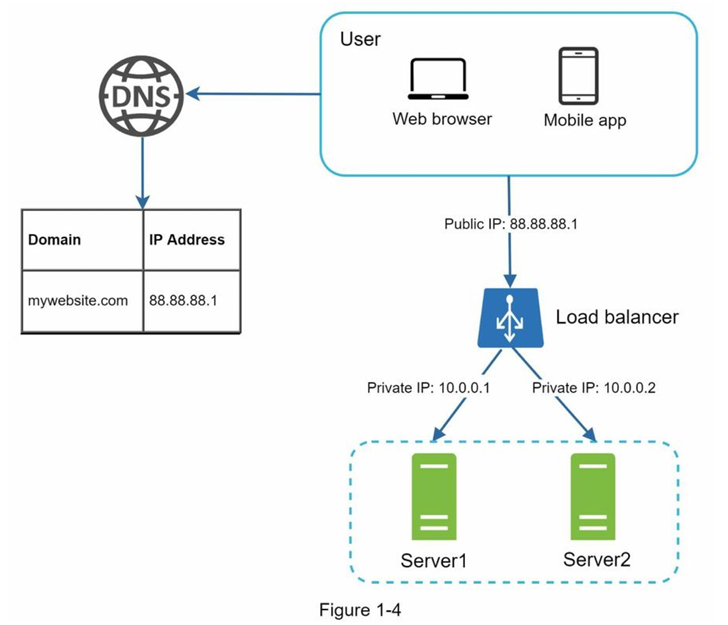 User
DNS
Web browser
Mobile app
Domain
IP Address
mywebsite.com
88.88.88.1
Public IP: 88.88.88.1
Load balancer
Private IP: 10.0.0.1
Private IP: 10.0.0.2
Server1
Server2
Figure 1-4